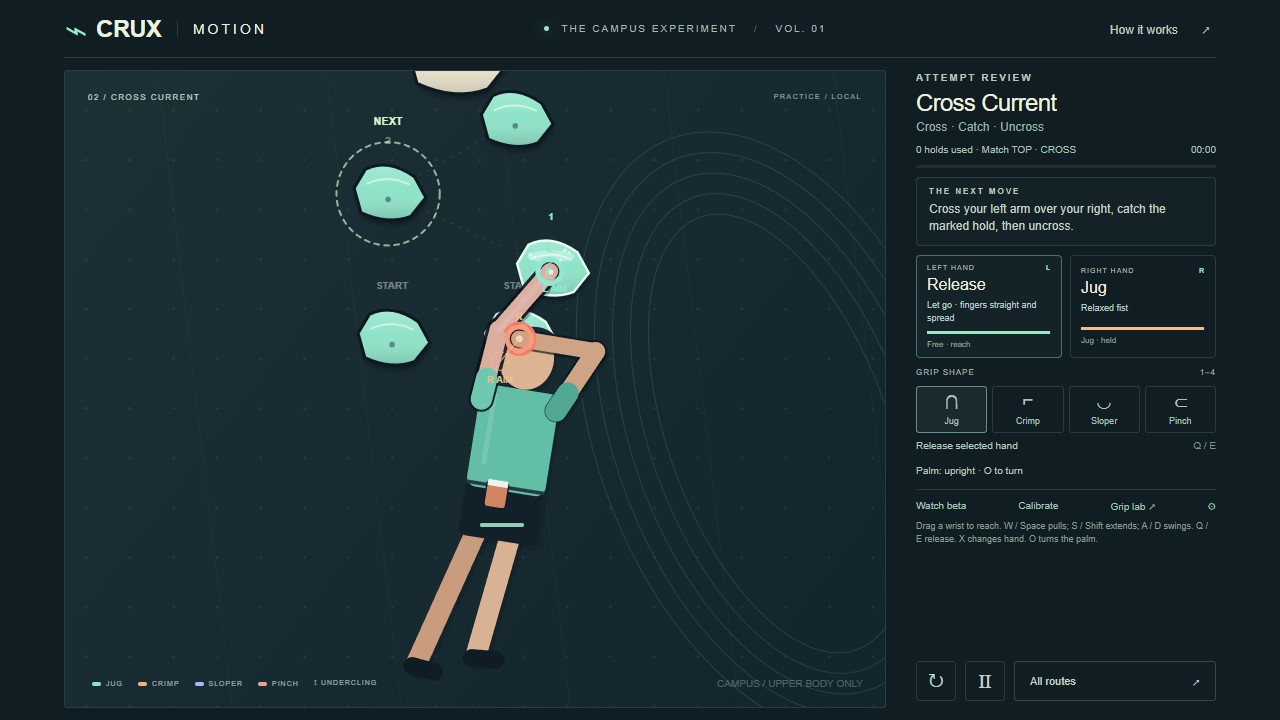 CRUX MOTION
THE CAMPUS EXPERIMENT / VOL. 01
How it works ↗
02 / CROSS CURRENT
PRACTICE / LOCAL
NEXT
2
1
START
STA
R AIM
JUG CRIMP SLOPER PINCH ↥ UNDERCLING
CAMPUS / UPPER BODY ONLY
ATTEMPT REVIEW
Cross Current
Cross · Catch · Uncross
0 holds used · Match TOP · CROSS 00:00
THE NEXT MOVE
Cross your left arm over your right, catch the
marked hold, then uncross.
LEFT HAND L
Release
Let go · fingers straight and
spread
Free · reach
RIGHT HAND R
Jug
Relaxed fist
Jug · held
GRIP SHAPE 1–4
Jug
Crimp
Sloper
Pinch
Release selected hand Q / E
Palm: upright · O to turn
Watch beta Calibrate Grip lab ↗
Drag a wrist to reach. W / Space pulls; S / Shift extends; A / D swings. Q /
E release. X changes hand. O turns the palm.
All routes ↗